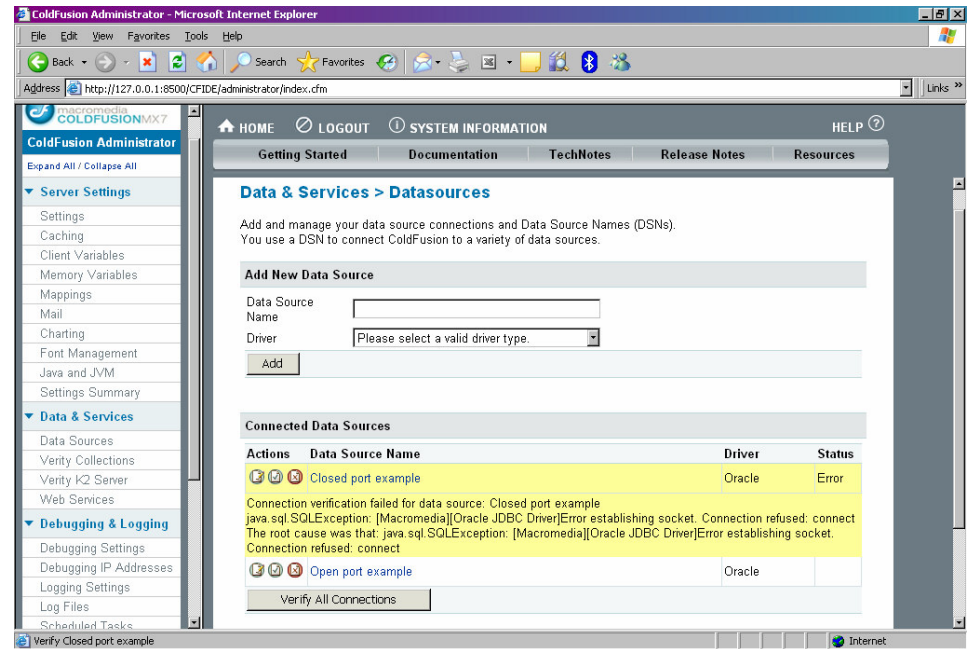 ColdFusion Administrator - Microsoft Internet Explorer
File Edit View Favorites Tools Help
Back Search Favorites
Address http://127.0.0.1:8500/CFIDE/administrator/index.cfm Links »
macromedia
COLDFUSION MX7
HOME LOGOUT SYSTEM INFORMATION HELP ?
ColdFusion Administrator
Getting Started Documentation TechNotes Release Notes Resources
Expand All / Collapse All
Server Settings
Settings
Caching
Client Variables
Memory Variables
Mappings
Mail
Charting
Font Management
Java and JVM
Settings Summary
Data & Services
Data Sources
Verity Collections
Verity K2 Server
Web Services
Debugging & Logging
Debugging Settings
Debugging IP Addresses
Logging Settings
Log Files
Scheduled Tasks
Data & Services > Datasources
Add and manage your data source connections and Data Source Names (DSNs).
You use a DSN to connect ColdFusion to a variety of data sources.
Add New Data Source
Data Source
Name
Driver Please select a valid driver type.
Add
Connected Data Sources
Actions Data Source Name Driver Status
Closed port example Oracle Error
Connection verification failed for data source: Closed port example
java.sql.SQLException: [Macromedia][Oracle JDBC Driver]Error establishing socket. Connection refused: connect
The root cause was that: java.sql.SQLException: [Macromedia][Oracle JDBC Driver]Error establishing socket.
Connection refused: connect
Open port example Oracle
Verify All Connections
Verify Closed port example Internet